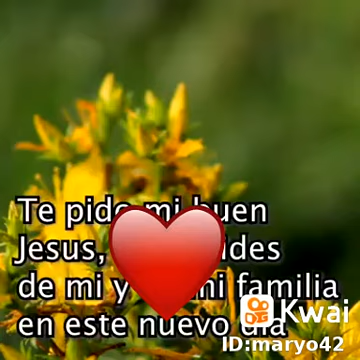 Te pido mi buen
Jesus,
de mi y mi familia
en este nuevo dia
Kwai
ID:maryo42